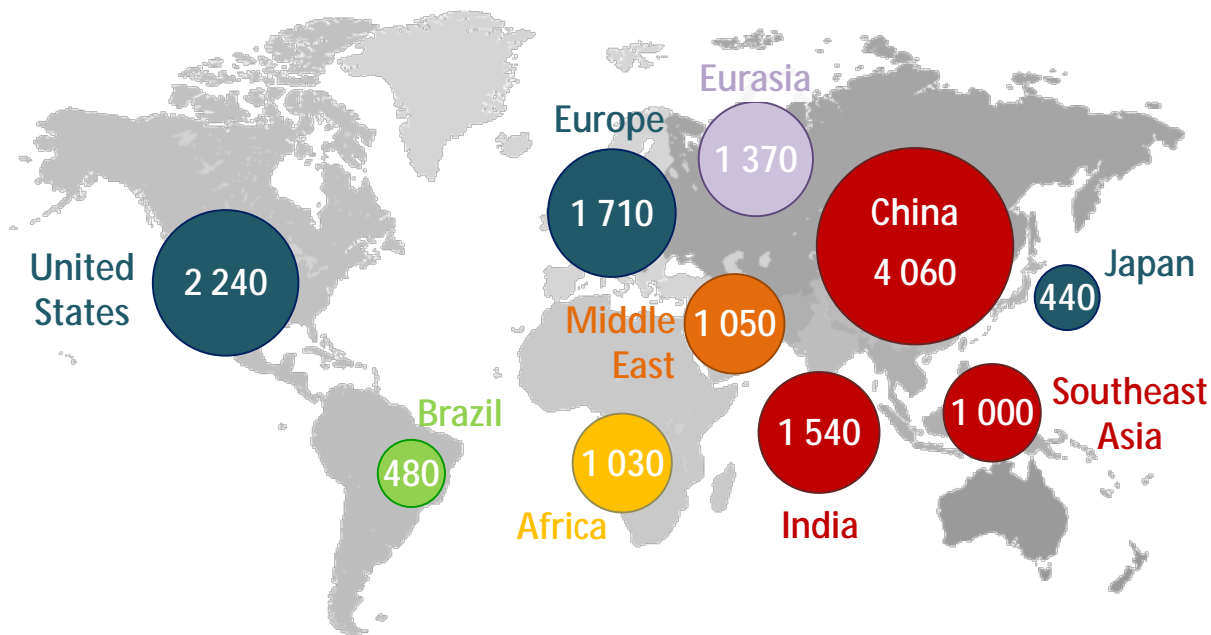 Eurasia
1 370
Europe
1 710
China
4 060
United
States
2 240
Japan
440
Middle
East
1 050
Brazil
480
Africa
1 030
India
1 540
Southeast
Asia
1 000